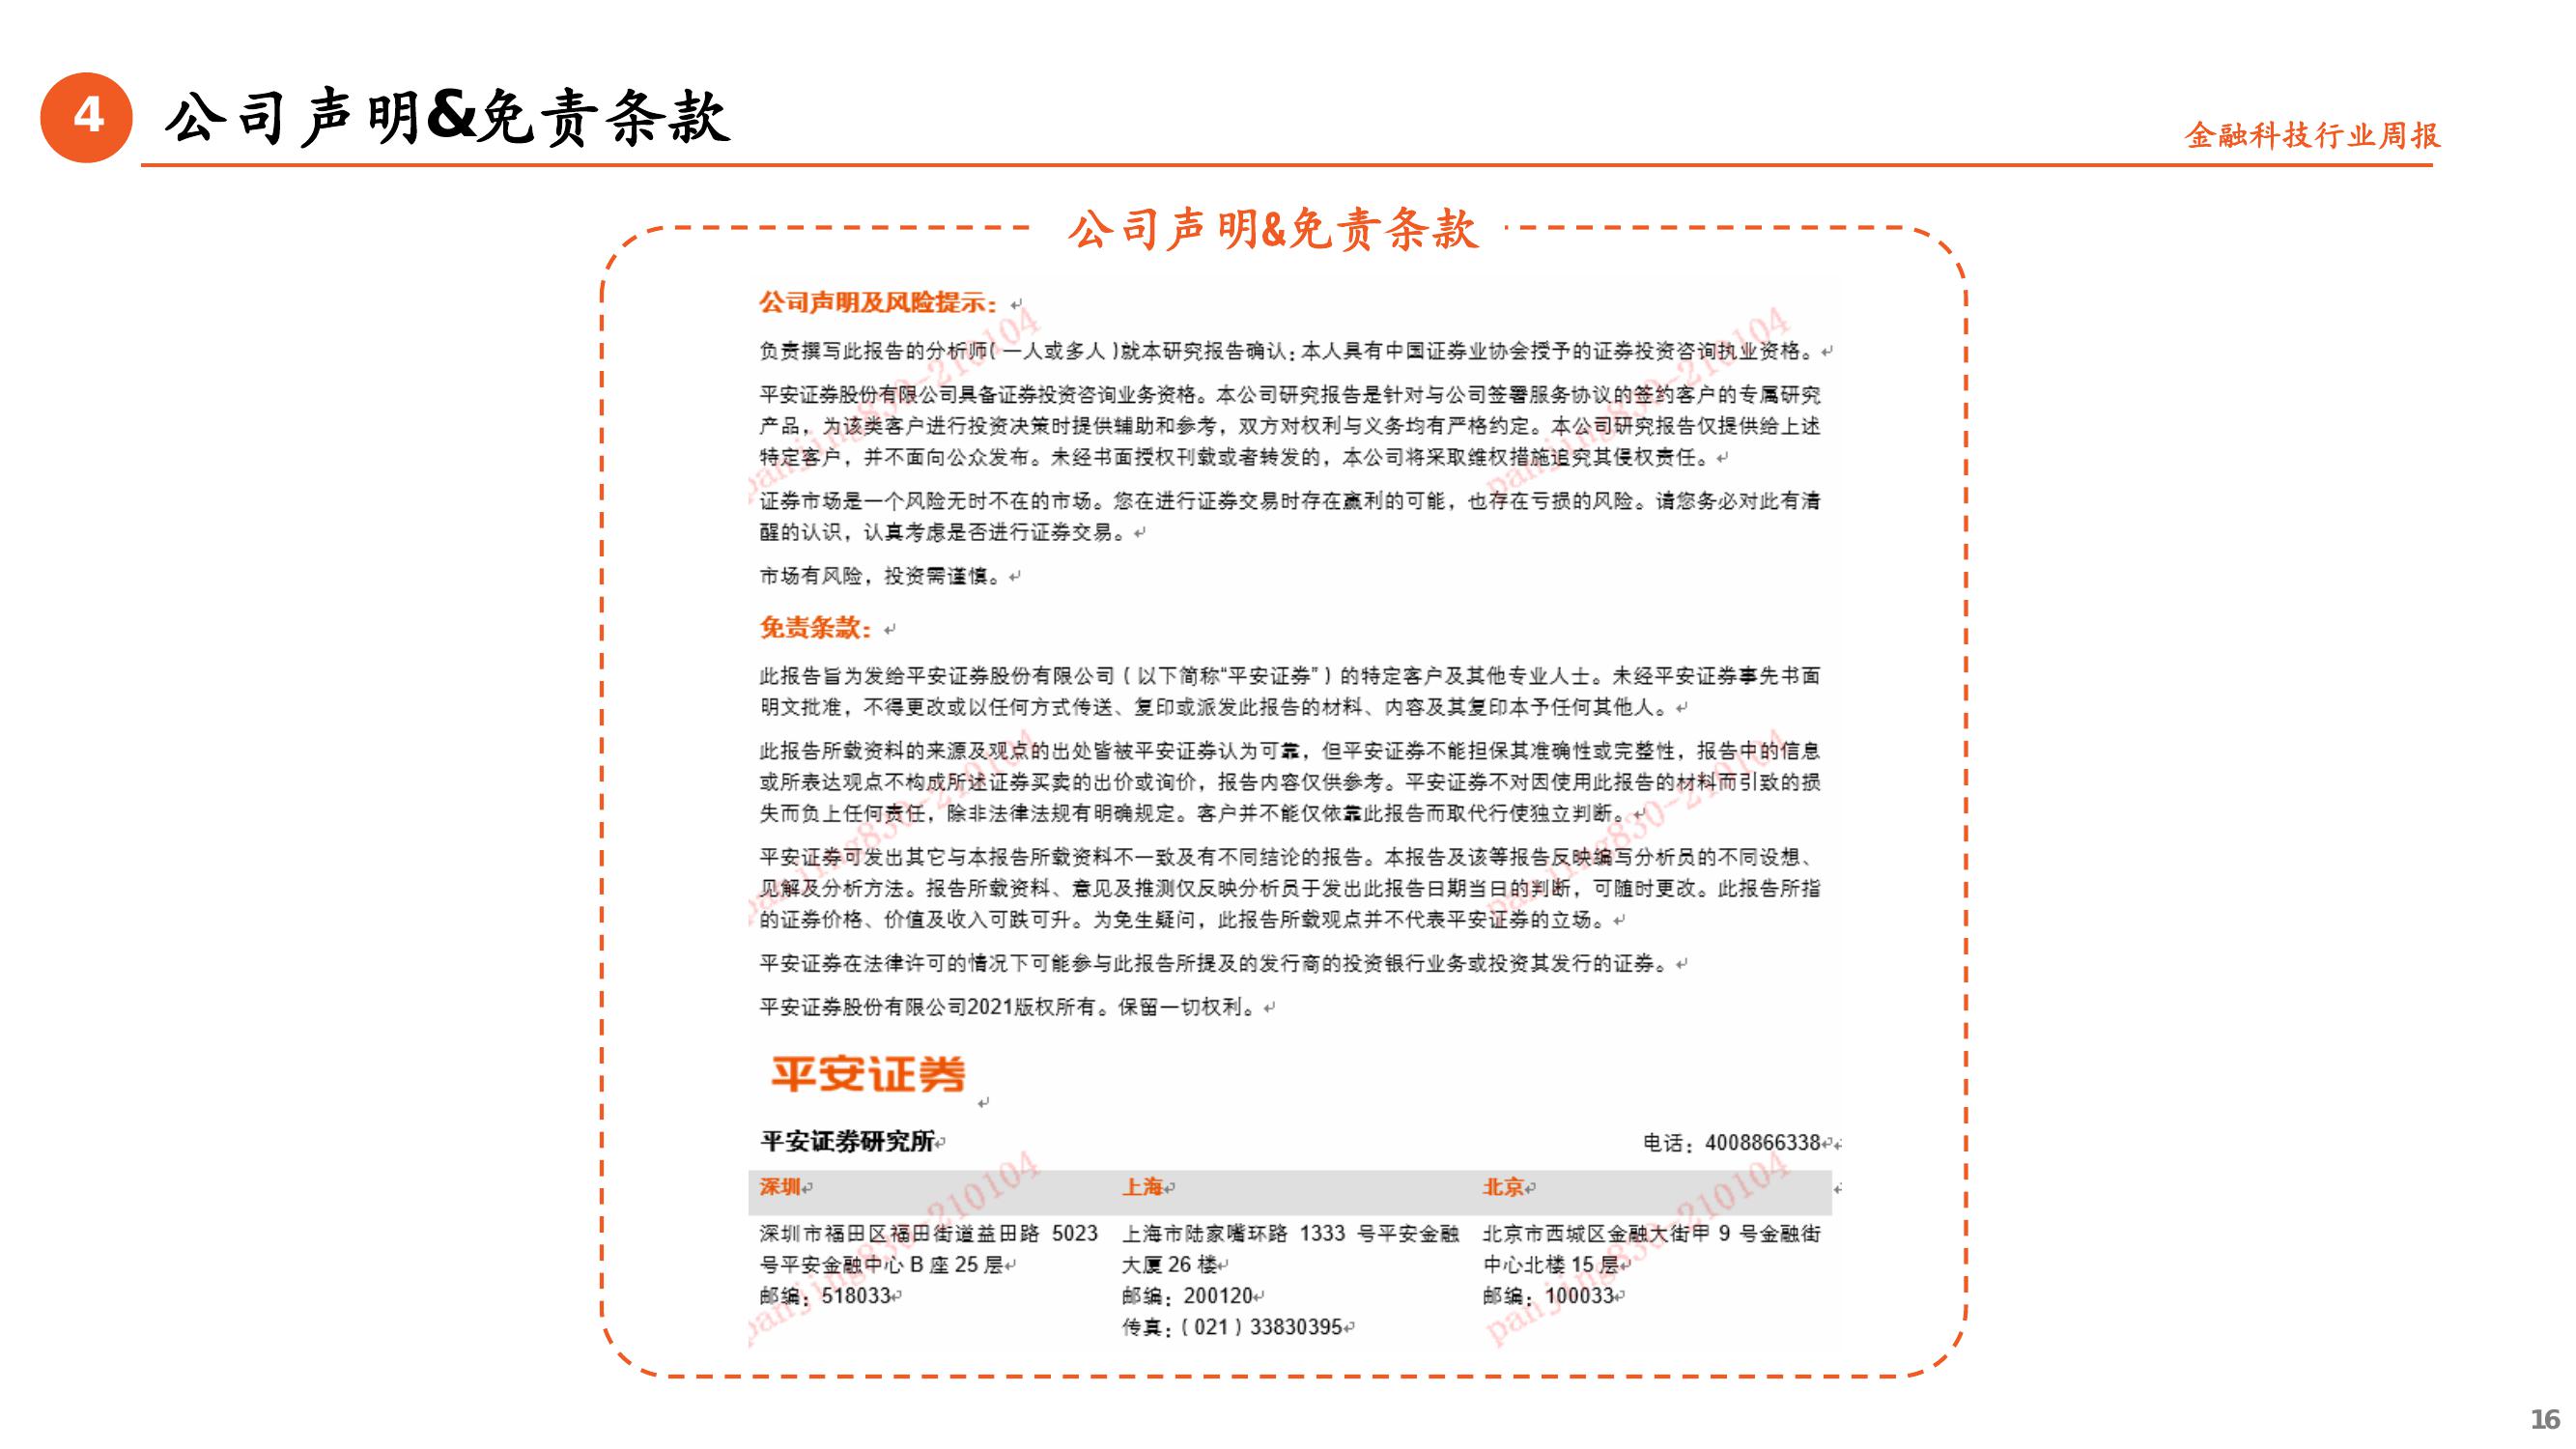 4
公司声明&免责条款
金融科技行业周报
公司声明&免责条款
公司声明及风险提示：
负责撰写此报告的分析师(一人或多人)就本研究报告确认：本人具有中国证券业协会授予的证券投资咨询执业资格。
平安证券股份有限公司具备证券投资咨询业务资格。本公司研究报告是针对与公司签署服务协议的签约客户的专属研究
产品，为该类客户进行投资决策时提供辅助和参考，双方对权利与义务均有严格约定。本公司研究报告仅提供给上述
特定客户，并不面向公众发布。未经书面授权刊载或者转发的，本公司将采取维权措施追究其侵权责任。
证券市场是一个风险无时不在的市场。您在进行证券交易时存在赢利的可能，也存在亏损的风险。请您务必对此有清
醒的认识，认真考虑是否进行证券交易。
市场有风险，投资需谨慎。
免责条款：
此报告旨为发给平安证券股份有限公司（以下简称“平安证券”）的特定客户及其他专业人士。未经平安证券事先书面
明文批准，不得更改或以任何方式传送、复印或派发此报告的材料、内容及其复印本予任何其他人。
此报告所载资料的来源及观点的出处皆被平安证券认为可靠，但平安证券不能担保其准确性或完整性，报告中的信息
或所表达观点不构成所述证券买卖的出价或询价，报告内容仅供参考。平安证券不对因使用此报告的材料而引致的损
失而负上任何责任，除非法律法规有明确规定。客户并不能仅依靠此报告而取代行使独立判断。
平安证券可发出其它与本报告所载资料不一致及有不同结论的报告。本报告及该等报告反映编写分析员的不同设想、
见解及分析方法。报告所载资料、意见及推测仅反映分析员于发出此报告日期当日的判断，可随时更改。此报告所指
的证券价格、价值及收入可跌可升。为免生疑问，此报告所载观点并不代表平安证券的立场。
平安证券在法律许可的情况下可能参与此报告所提及的发行商的投资银行业务或投资其发行的证券。
平安证券股份有限公司2021版权所有。保留一切权利。
平安证券
平安证券研究所 电话：4008866338
深圳 上海 北京
深圳市福田区福田街道益田路 5023 上海市陆家嘴环路 1333 号平安金融 北京市西城区金融大街甲 9 号金融街
号平安金融中心 B 座 25 层 大厦 26 楼 中心北楼 15 层
邮编：518033 邮编：200120 邮编：100033
传真：(021) 33830395
panjing830-210104
panjing830-210104
panjing830-210104
panjing830-210104
panjing830-210104
panjing830-210104
16